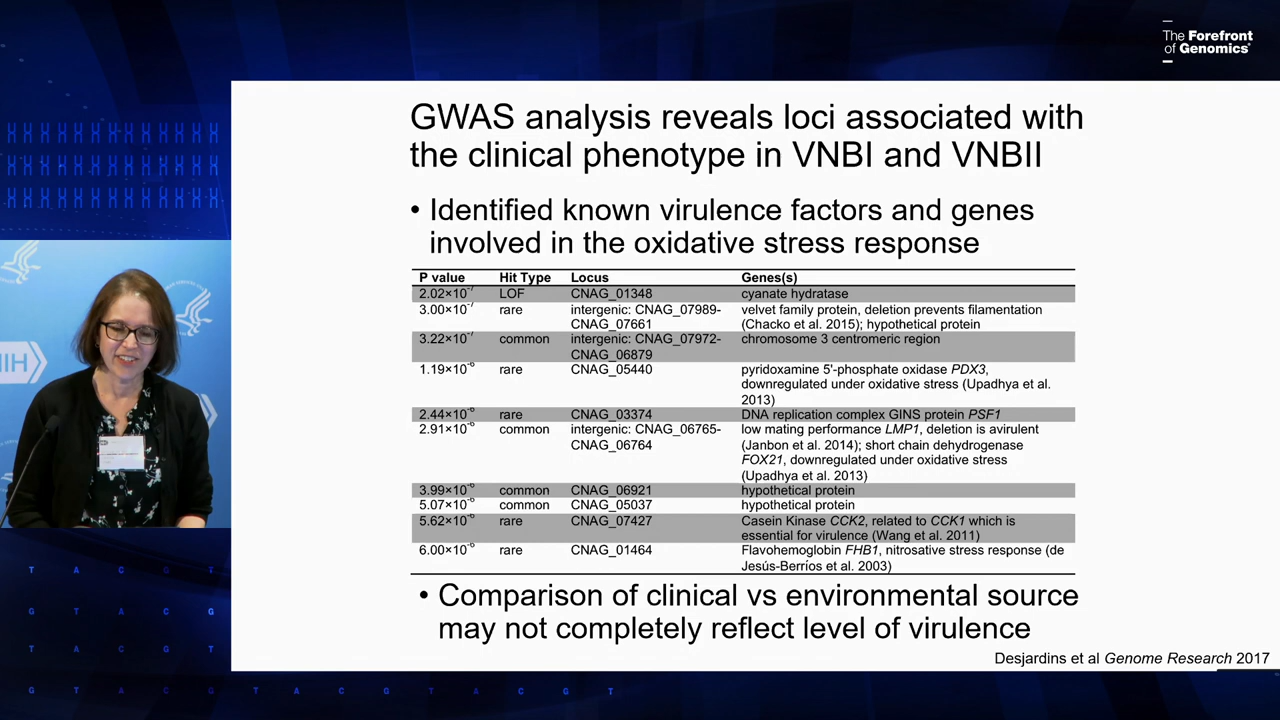 The Forefront
of Genomics®
GWAS analysis reveals loci associated with
the clinical phenotype in VNBI and VNBII
• Identified known virulence factors and genes
involved in the oxidative stress response
P value Hit Type Locus Genes(s)
2.02×10⁻⁷ LOF CNAG_01348 cyanate hydratase
3.00×10⁻⁷ rare intergenic: CNAG_07989- velvet family protein, deletion prevents filamentation
CNAG_07661 (Chacko et al. 2015); hypothetical protein
3.22×10⁻⁷ common intergenic: CNAG_07972- chromosome 3 centromeric region
CNAG_06879
1.19×10⁻⁶ rare CNAG_05440 pyridoxamine 5'-phosphate oxidase PDX3,
downregulated under oxidative stress (Upadhya et al.
2013)
2.44×10⁻⁶ rare CNAG_03374 DNA replication complex GINS protein PSF1
2.91×10⁻⁶ common intergenic: CNAG_06765- low mating performance LMP1, deletion is avirulent
CNAG_06764 (Janbon et al. 2014); short chain dehydrogenase
FOX21, downregulated under oxidative stress
(Upadhya et al. 2013)
3.99×10⁻⁶ common CNAG_06921 hypothetical protein
5.07×10⁻⁶ common CNAG_05037 hypothetical protein
5.62×10⁻⁶ rare CNAG_07427 Casein Kinase CCK2, related to CCK1 which is
essential for virulence (Wang et al. 2011)
6.00×10⁻⁶ rare CNAG_01464 Flavohemoglobin FHB1, nitrosative stress response (de
Jesús-Berríos et al. 2003)
• Comparison of clinical vs environmental source
may not completely reflect level of virulence
Desjardins et al Genome Research 2017
NIH
T A C G T
G T A C G
T A C G T
G T A C G T A C G T A C G T